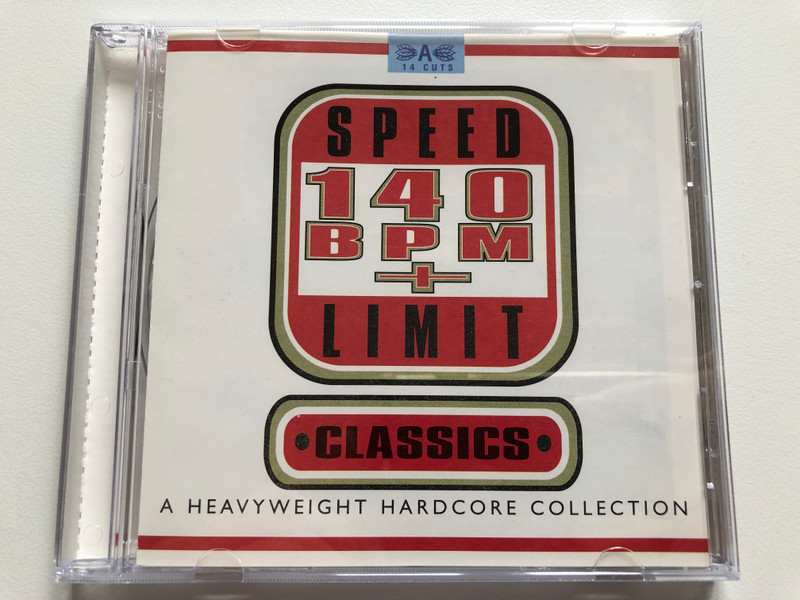 A
14 CUTS
SPEED
140
BPM
+
LIMIT
•CLASSICS•
A HEAVYWEIGHT HARDCORE COLLECTION